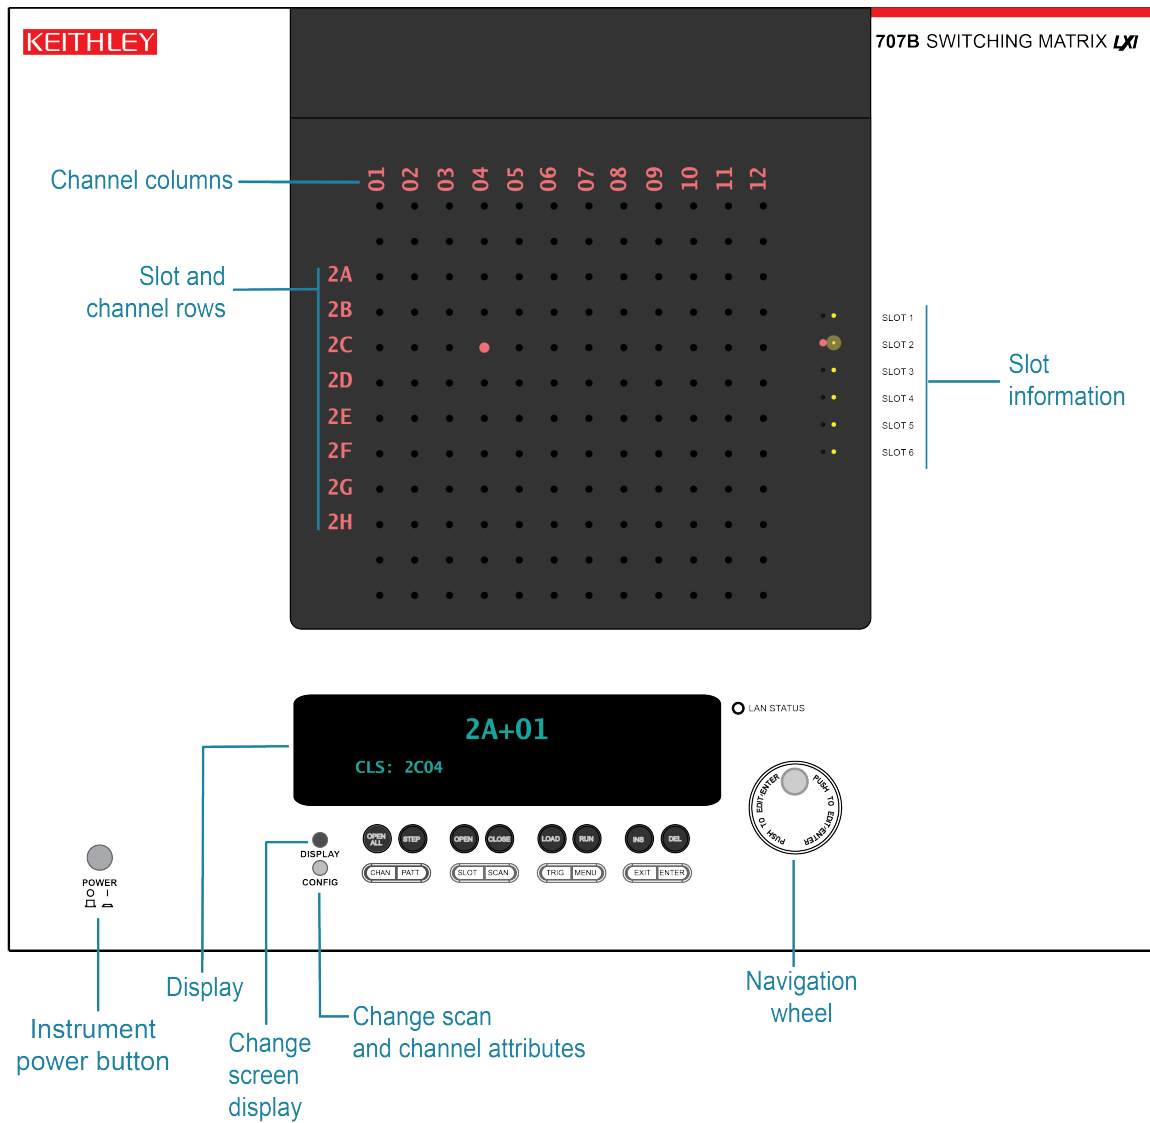 KEITHLEY
707B SWITCHING MATRIX LXI
Channel columns
01 02 03 04 05 06 07 08 09 10 11 12
Slot and
channel rows
2A
2B
2C
2D
2E
2F
2G
2H
SLOT 1
SLOT 2
SLOT 3
SLOT 4
SLOT 5
SLOT 6
Slot
information
2A+01
CLS: 2C04
LAN STATUS
PUSH TO EDIT-ENTER
PUSH TO EDIT-ENTER
OPEN
ALL
STEP
OPEN
CLOSE
LOAD
RUN
INS
DEL
DISPLAY
CONFIG
CHAN PATT
SLOT SCAN
TRIG MENU
EXIT ENTER
POWER
O I
Display
Instrument
power button
Change
screen
display
Change scan
and channel attributes
Navigation
wheel